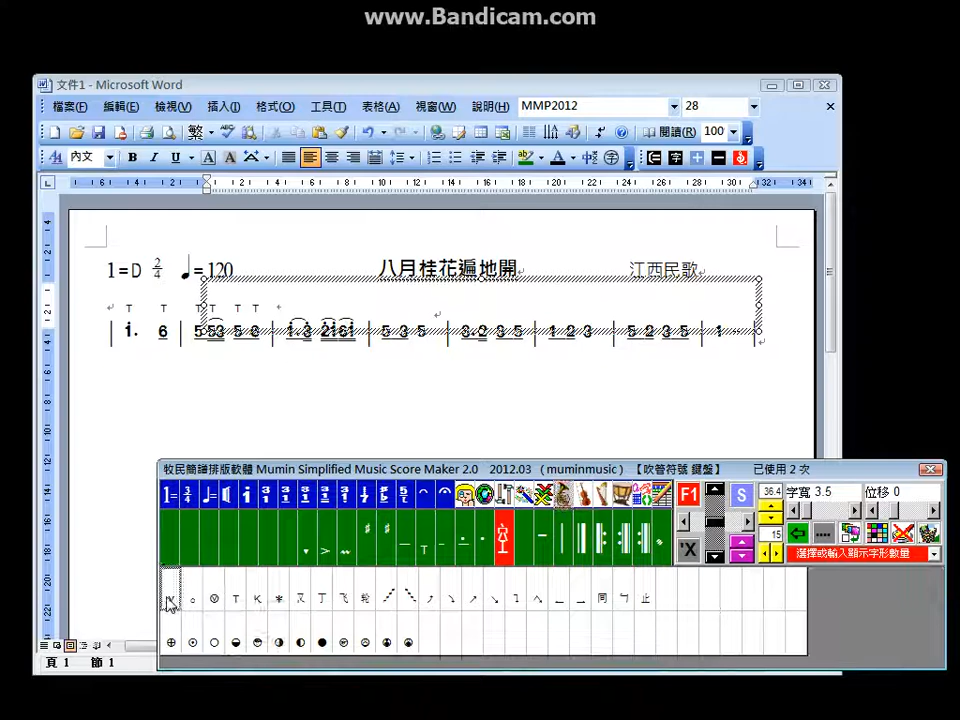 www.Bandicam.com
文件1 - Microsoft Word
檔案(F) 編輯(E) 檢視(V) 插入(I) 格式(O) 工具(T) 表格(A) 視窗(W) 說明(H) MMP2012 28
繁 閱讀(R) 100
內文 B I U A A
1=D 2/4 ♩=120 八月桂花遍地開 江西民歌
T T T T T T
牧民簡譜排版軟體 Mumin Simplified Music Score Maker 2.0 2012.03 ( muminmusic ) 【吹管符號 鍵盤】 已使用 2 次
F1 S 36.4 字寬 3.5 位移 0
'X 15 選擇或輸入顯示字形數量
頁 1 節 1